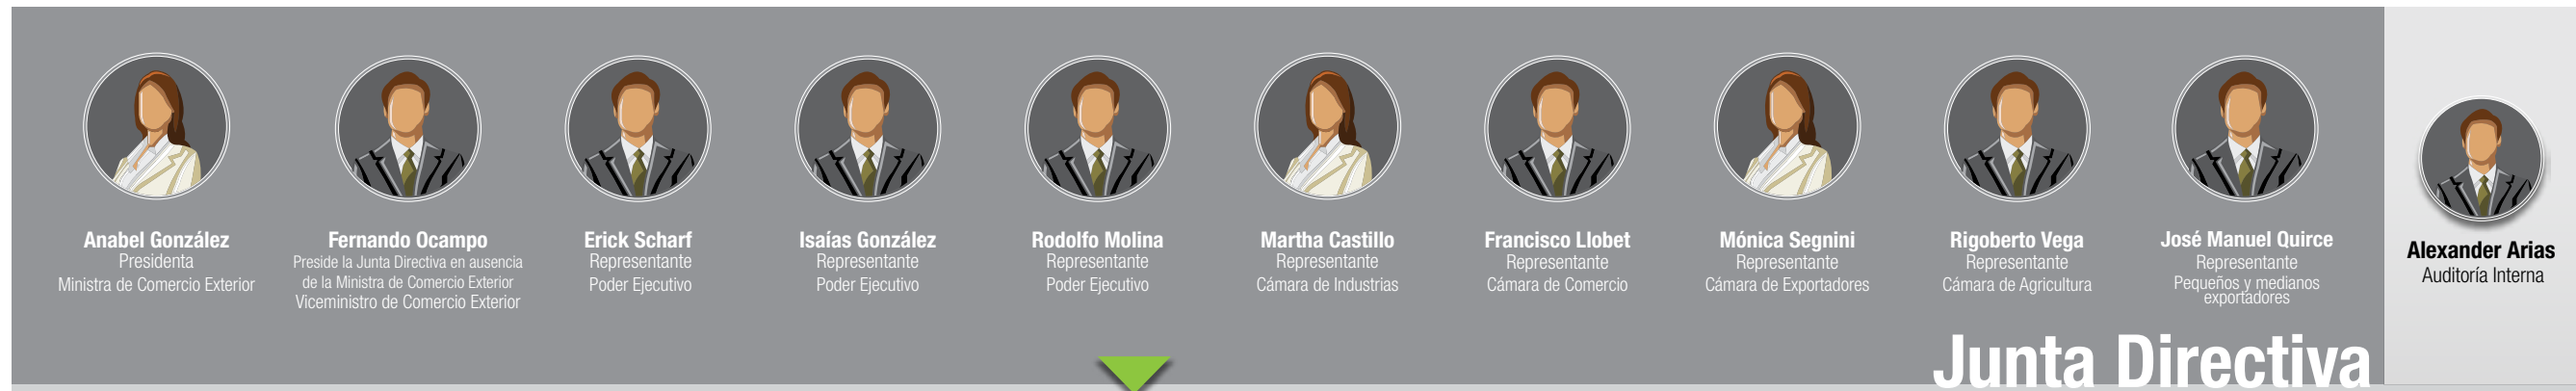 Anabel González
Presidenta
Ministra de Comercio Exterior
Fernando Ocampo
Preside la Junta Directiva en ausencia
de la Ministra de Comercio Exterior
Viceministro de Comercio Exterior
Erick Scharf
Representante
Poder Ejecutivo
Isaías González
Representante
Poder Ejecutivo
Rodolfo Molina
Representante
Poder Ejecutivo
Martha Castillo
Representante
Cámara de Industrias
Francisco Llobet
Representante
Cámara de Comercio
Mónica Segnini
Representante
Cámara de Exportadores
Rigoberto Vega
Representante
Cámara de Agricultura
José Manuel Quirce
Representante
Pequeños y medianos
exportadores
Alexander Arias
Auditoría Interna
Junta Directiva